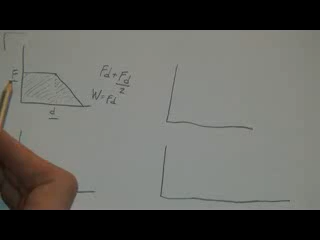 F
Fd + Fd/2
W = Fd
d